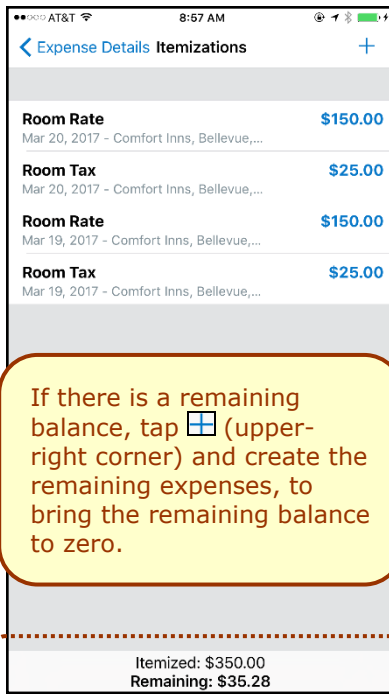 AT&T 8:57 AM
Expense Details Itemizations +
Room Rate $150.00
Mar 20, 2017 - Comfort Inns, Bellevue,...
Room Tax $25.00
Mar 20, 2017 - Comfort Inns, Bellevue,...
Room Rate $150.00
Mar 19, 2017 - Comfort Inns, Bellevue,...
Room Tax $25.00
Mar 19, 2017 - Comfort Inns, Bellevue,...
If there is a remaining
balance, tap + (upper-
right corner) and create the
remaining expenses, to
bring the remaining balance
to zero.
Itemized: $350.00
Remaining: $35.28